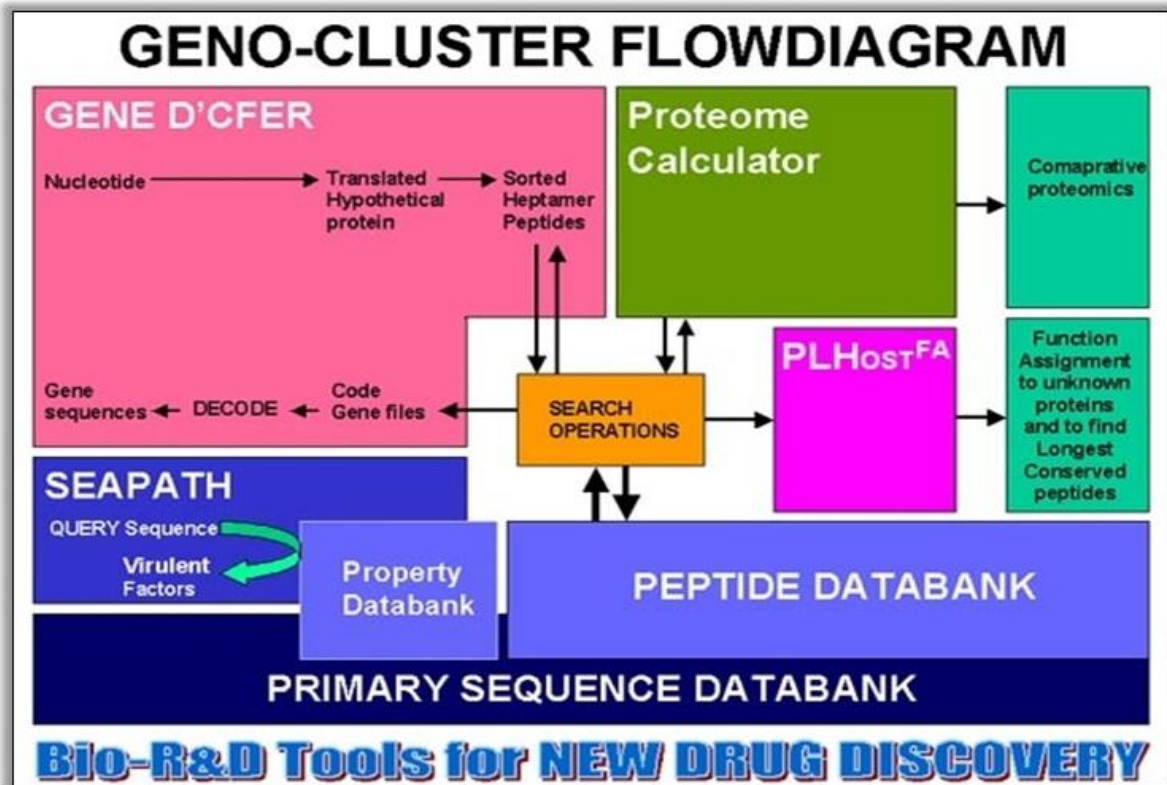 GENO-CLUSTER FLOWDIAGRAM
GENE D'CFER
Nucleotide
Translated
Hypothetical
protein
Sorted
Heptamer
Peptides
Gene
sequences
DECODE
Code
Gene files
Proteome
Calculator
Comaprative
proteomics
SEARCH
OPERATIONS
PLHOST FA
Function
Assignment
to unknown
proteins
and to find
Longest
Conserved
peptides
SEAPATH
QUERY Sequence
Virulent
Factors
Property
Databank
PEPTIDE DATABANK
PRIMARY SEQUENCE DATABANK
Bio-R&D Tools for NEW DRUG DISCOVERY